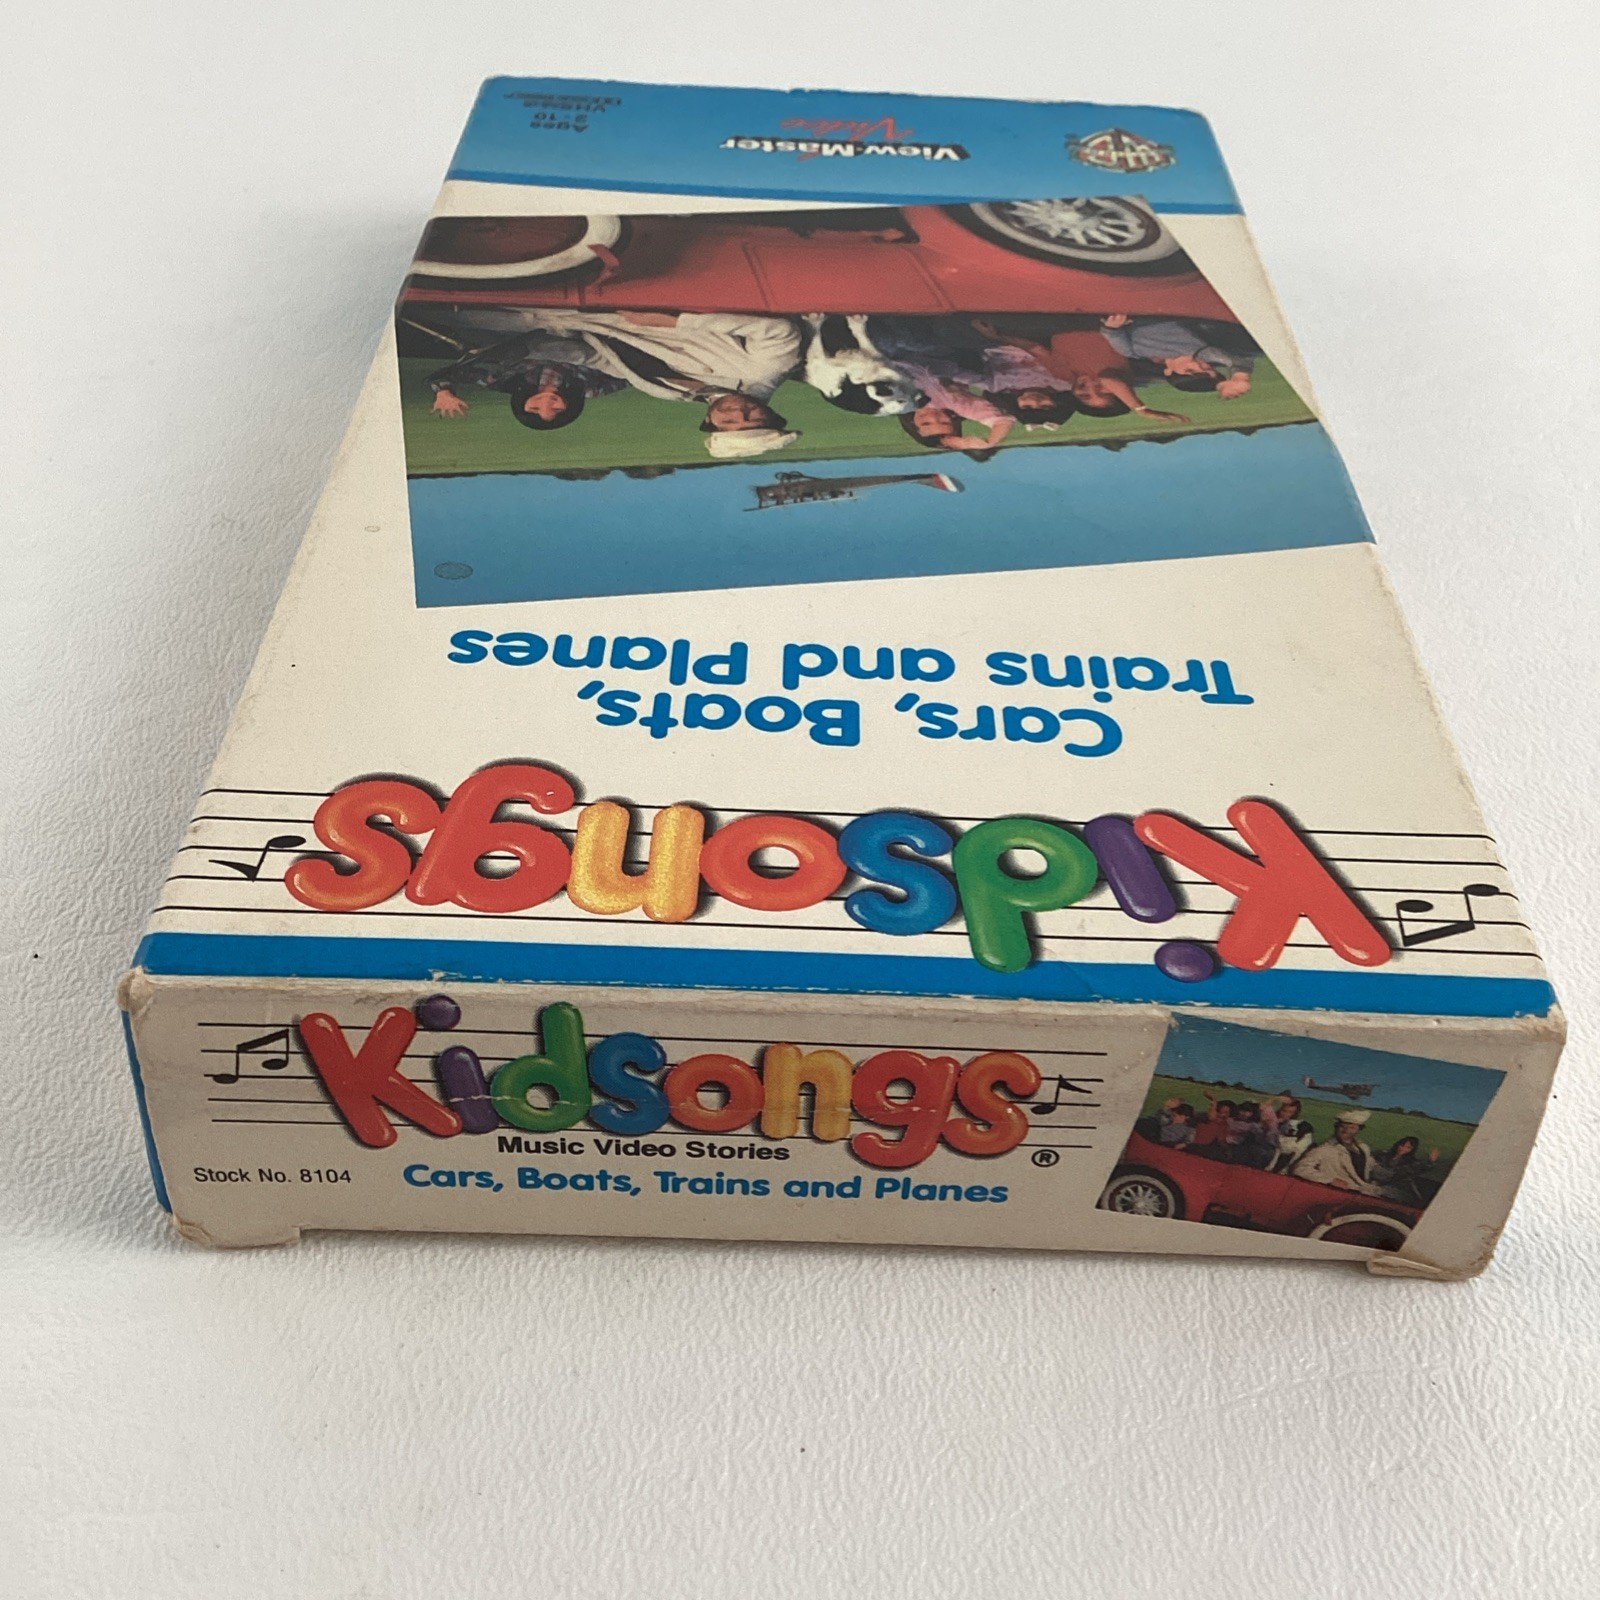 View-Master
Video
Ages
2 - 10
VHS
Cars, Boats,
Trains and Planes
Kidsongs
Kidsongs
®
Music Video Stories
Stock No. 8104
Cars, Boats, Trains and Planes